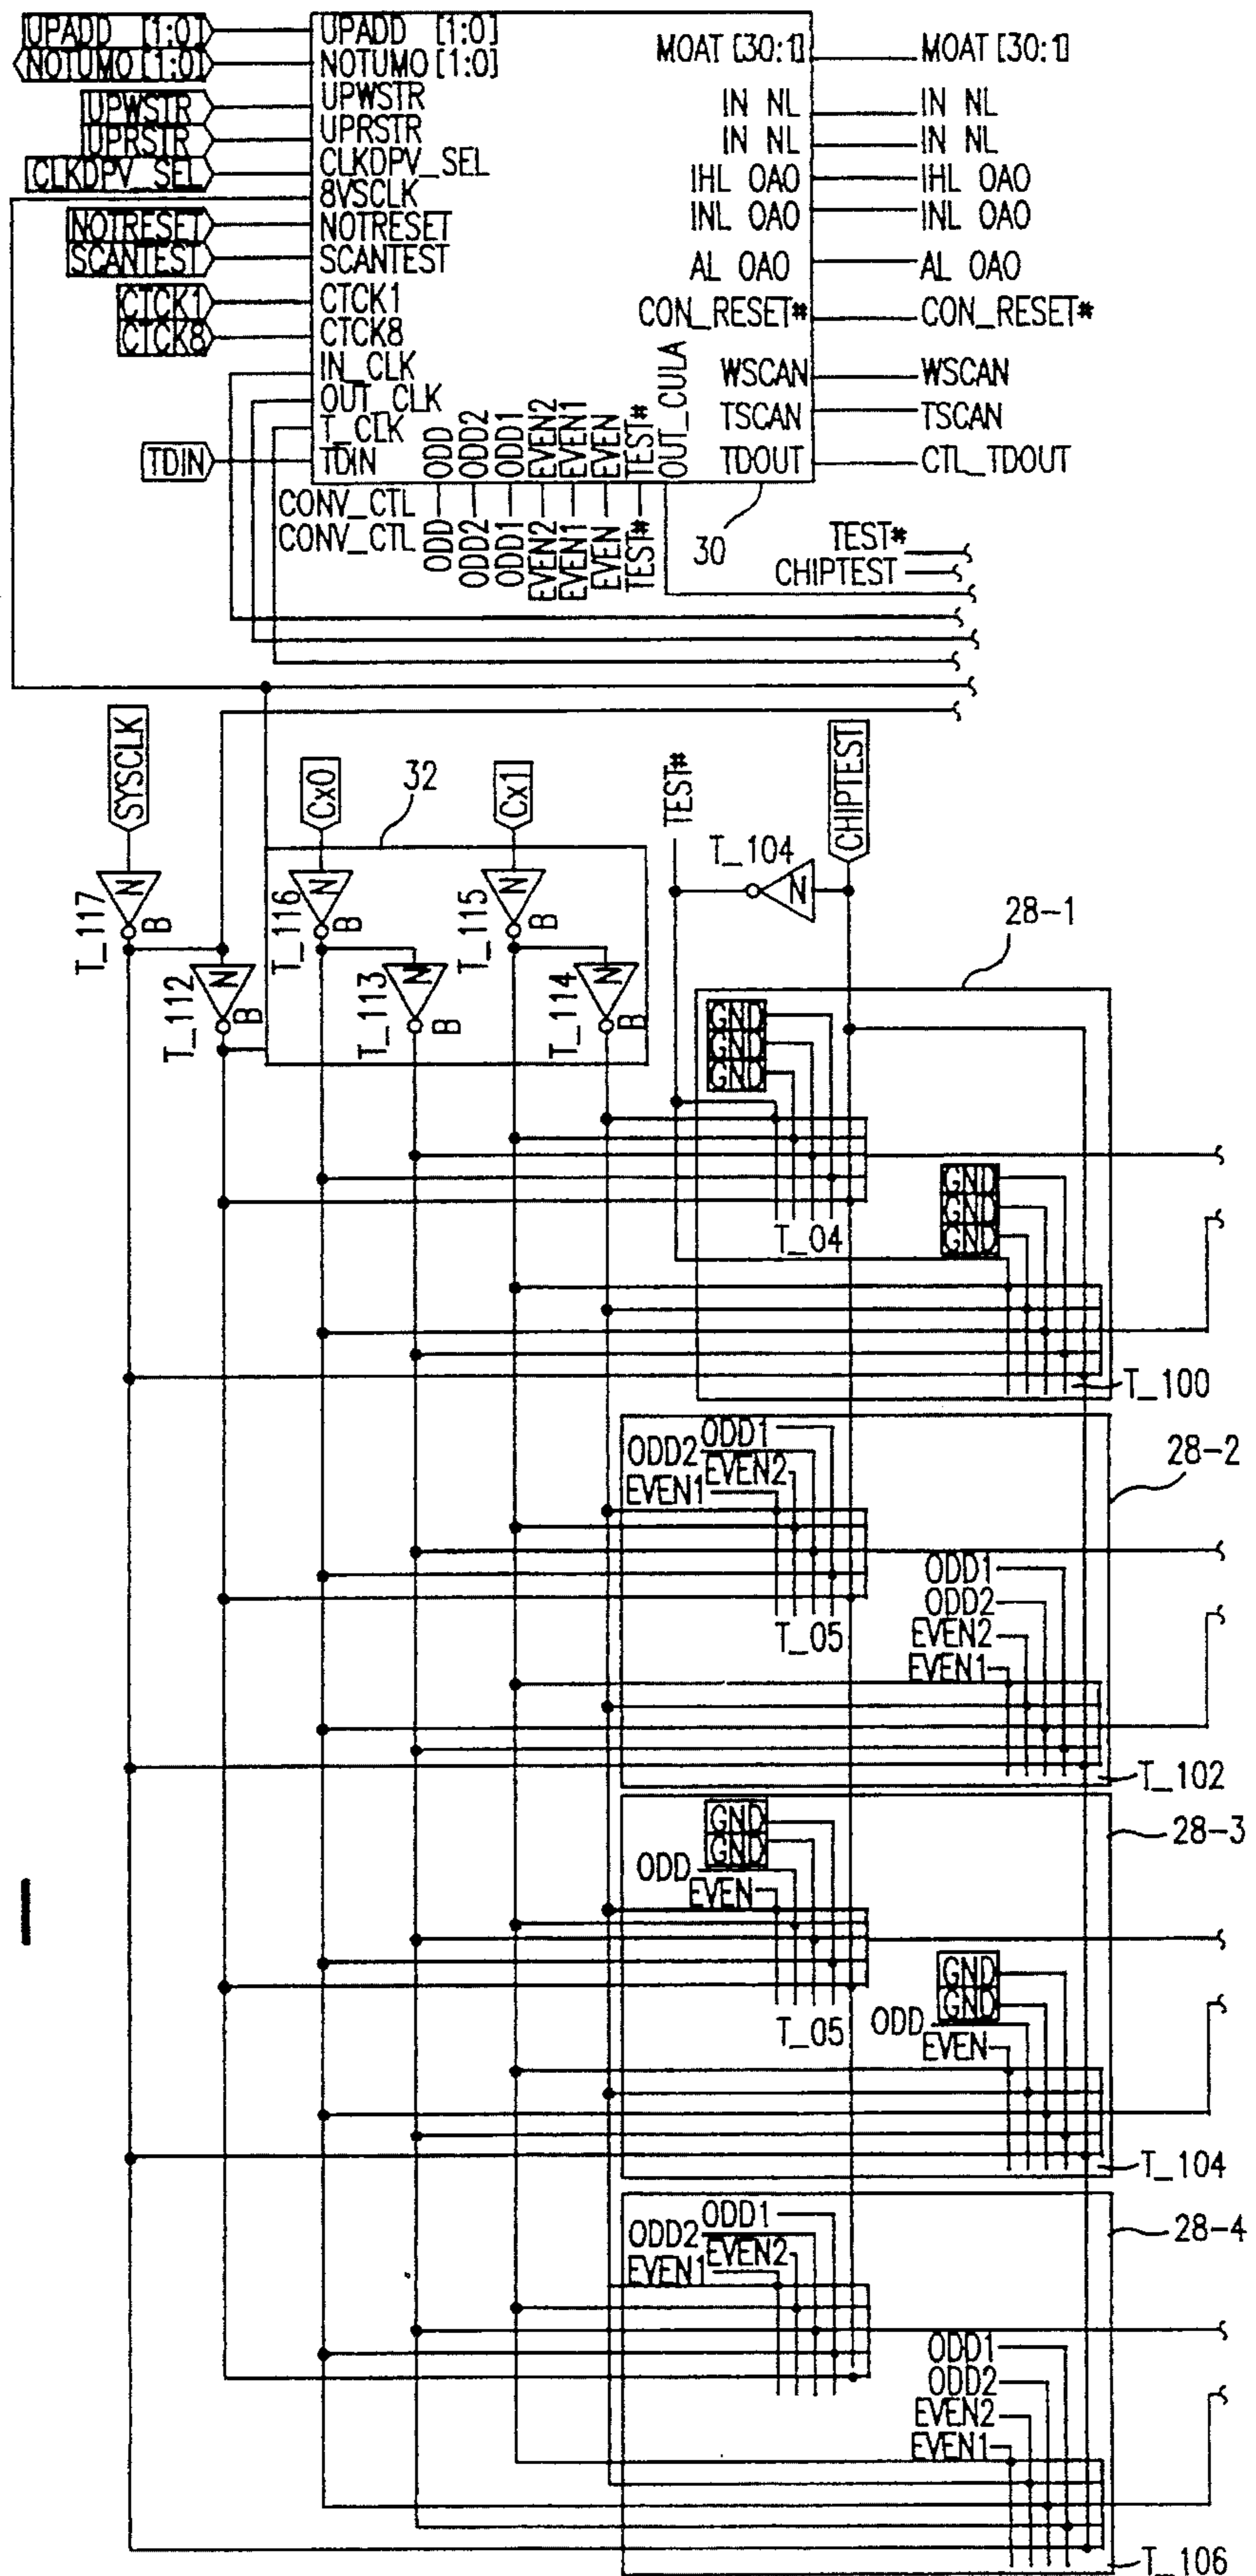 UPADD [1:0]
NOTUMO [1:0]
UPWSTR
UPRSTR
CLKDPV_SEL
NOTRESET
SCANTEST
CTCK1
CTCK8
TDIN
UPADD [1:0]
NOTUMO [1:0]
UPWSTR
UPRSTR
CLKDPV_SEL
8VSCLK
NOTRESET
SCANTEST
CTCK1
CTCK8
IN_CLK
OUT_CLK
T_CLK
TDIN
ODD
ODD2
ODD1
EVEN2
EVEN1
EVEN
TEST#
OUT_CULA
MOAT [30:1]
IN NL
IN NL
IHL OAO
INL OAO
AL OAO
CON_RESET#
WSCAN
TSCAN
TDOUT
MOAT [30:1]
IN NL
IN NL
IHL OAO
INL OAO
AL OAO
CON_RESET#
WSCAN
TSCAN
CTL_TDOUT
CONV_CTL
CONV_CTL
ODD
ODD2
ODD1
EVEN2
EVEN1
EVEN
TEST#
30
TEST#
CHIPTEST
SYSCLK
Cx0
32
Cx1
TEST#
CHIPTEST
T_104
N
T_117
N
B
T_116
N
B
T_115
N
B
T_112
N
B
T_113
N
B
T_114
N
B
28-1
GND
GND
GND
T_04
GND
GND
GND
T_100
28-2
ODD1
ODD2
EVEN2
EVEN1
T_05
ODD1
ODD2
EVEN2
EVEN1
T_102
28-3
GND
GND
ODD
EVEN
T_05
GND
GND
ODD
EVEN
T_104
28-4
ODD1
ODD2
EVEN2
EVEN1
ODD1
ODD2
EVEN2
EVEN1
T_106